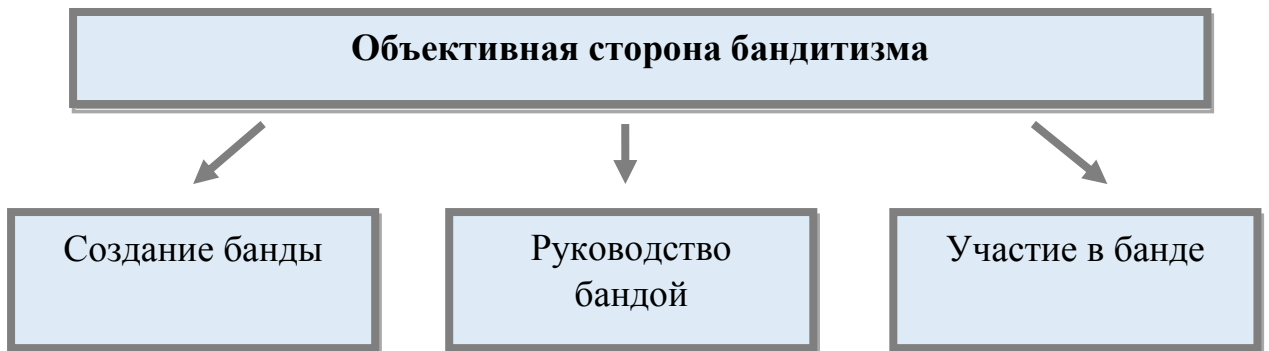 Объективная сторона бандитизма
Создание банды
Руководство
бандой
Участие в банде